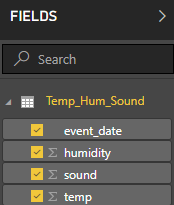 FIELDS
Search
Temp_Hum_Sound
event_date
Σ humidity
Σ sound
Σ temp